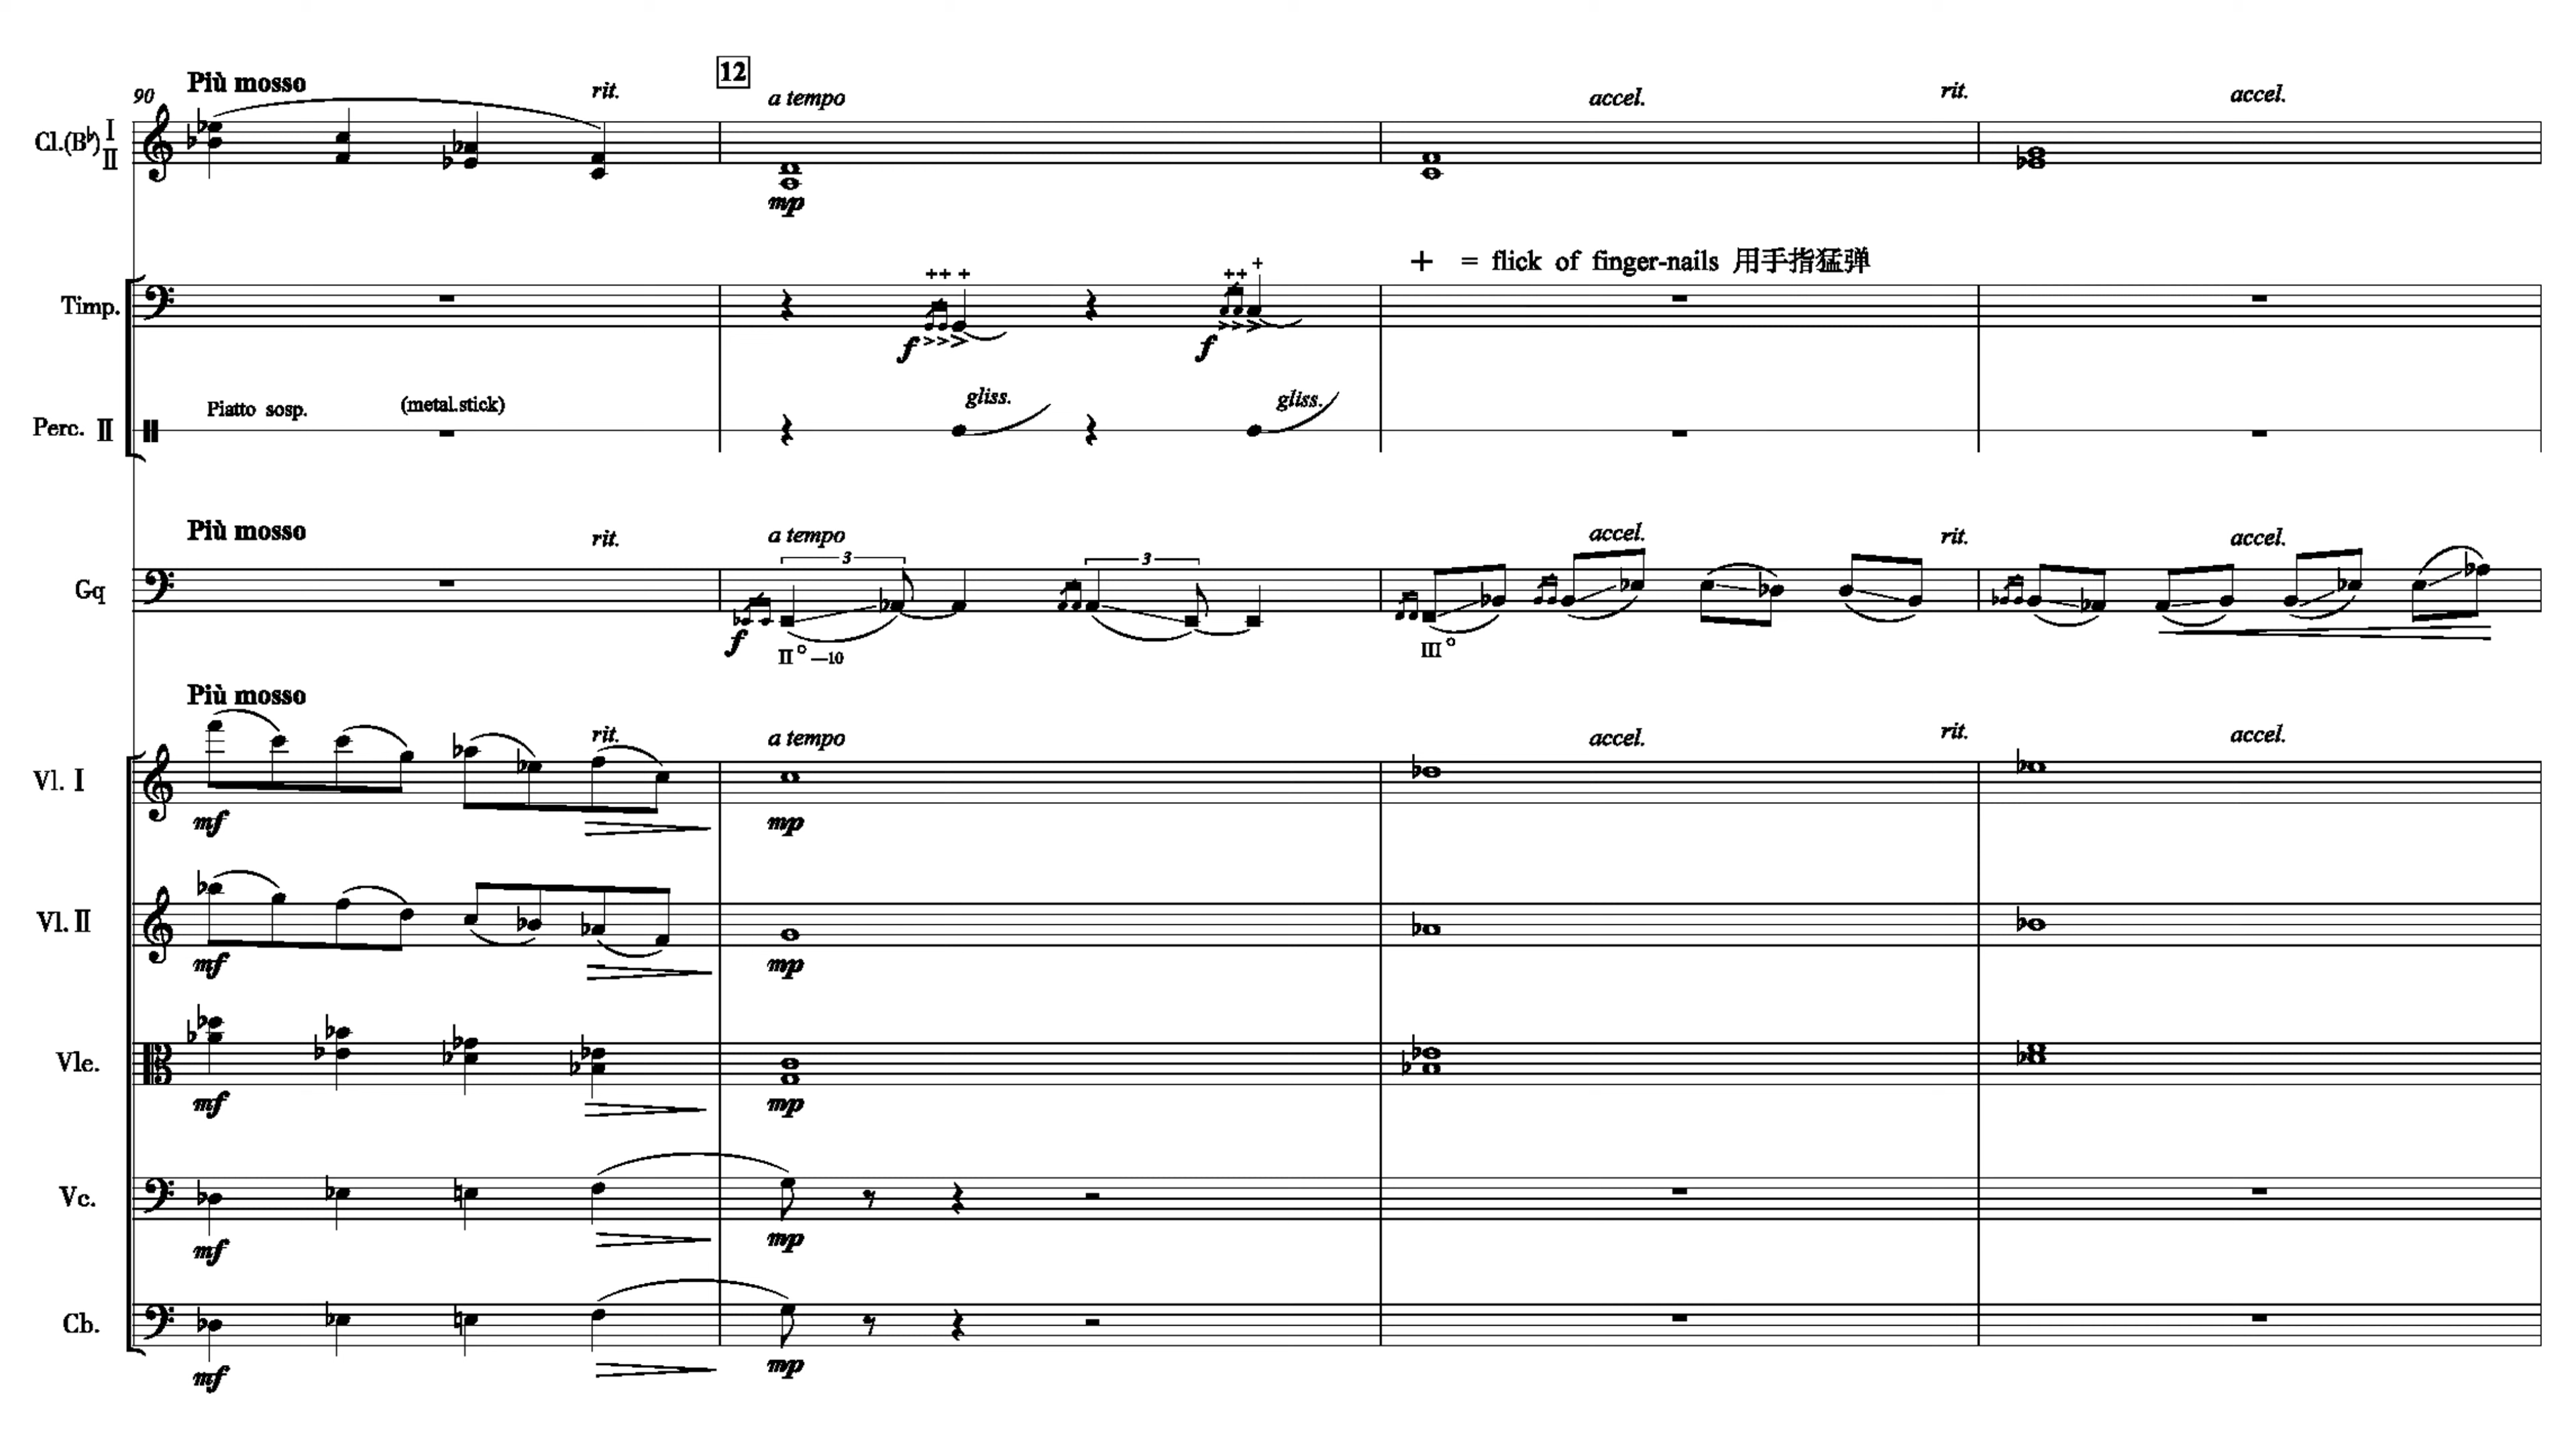 12
90 Più mosso rit. a tempo accel. rit. accel.
Cl.(B♭) I
II
mp
+ = flick of finger-nails 用手指猛弹
++ + ++ +
Timp.
f f
Piatto sosp. (metal.stick) gliss. gliss.
Perc. II
Più mosso rit. a tempo accel. rit. accel.
3 3
Gq
f II° —10 III°
Più mosso
rit. a tempo accel. rit. accel.
Vl. I
mf mp
Vl. II
mf mp
Vle.
mf mp
Vc.
mf mp
Cb.
mf mp